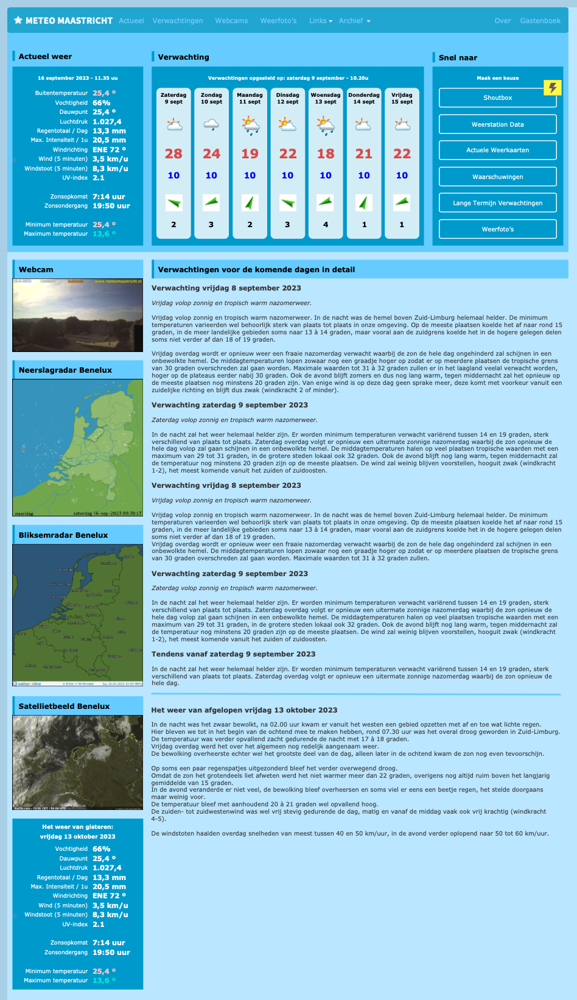 METEO MAASTRICHT Actueel Verwachtingen Webcams Weerfoto's Links Archief Over Gastenboek
Actueel weer
16 september 2023 - 11.35 uu
Buitentemperatuur 25,4 º
Vochtigheid 66%
Dauwpunt 25,4 º
Luchtdruk 1.027,4
Regentotaal / Dag 13,3 mm
Max. Intensiteit / 1u 20,5 mm
Windrichting ENE 72 º
Wind (5 minuten) 3,5 km/u
Windstoot (5 minuten) 8,3 km/u
UV-index 2.1
Zonsopkomst 7:14 uur
Zonsondergang 19:50 uur
Minimum temperatuur 25,4 º
Maximum temperatuur 13,6 º
Verwachting
Verwachtingen opgesteld op: zaterdag 9 september - 10.20u
Zaterdag Zondag Maandag Dinsdag Woensdag Donderdag Vrijdag
9 sept 10 sept 11 sept 12 sept 13 sept 14 sept 15 sept
28 24 19 22 18 21 22
10 10 10 10 10 10 10
2 3 2 3 4 1 1
Snel naar
Maak een keuze
Shoutbox
Weerstation Data
Actuele Weerkaarten
Waarschuwingen
Lange Termijn Verwachtingen
Weerfoto's
Webcam
Zuidwest www.meteomaastricht.nl
Neerslagradar Benelux
neerslag zaterdag 16-sep-2023 09:30 LT
Bliksemradar Benelux
wetteronline
Satellietbeeld Benelux
Het weer van gisteren:
vrijdag 13 oktober 2023
Vochtigheid 66%
Dauwpunt 25,4 º
Luchtdruk 1.027,4
Regentotaal / Dag 13,3 mm
Max. Intensiteit / 1u 20,5 mm
Windrichting ENE 72 º
Wind (5 minuten) 3,5 km/u
Windstoot (5 minuten) 8,3 km/u
UV-index 2.1
Zonsopkomst 7:14 uur
Zonsondergang 19:50 uur
Minimum temperatuur 25,4 º
Maximum temperatuur 13,6 º
Verwachtingen voor de komende dagen in detail
Verwachting vrijdag 8 september 2023
Vrijdag volop zonnig en tropisch warm nazomerweer.
Vrijdag volop zonnig en tropisch warm nazomerweer. In de nacht was de hemel boven Zuid-Limburg helemaal helder. De minimum
temperaturen varieerden wel behoorlijk sterk van plaats tot plaats in onze omgeving. Op de meeste plaatsen koelde het af naar rond 15
graden, in de meer landelijke gebieden soms naar 13 à 14 graden, maar vooral aan de zuidgrens koelde het in de hogere gelegen delen
soms niet verder af dan 18 of 19 graden.
Vrijdag overdag wordt er opnieuw weer een fraaie nazomerdag verwacht waarbij de zon de hele dag ongehinderd zal schijnen in een
onbewolkte hemel. De middagtemperaturen lopen zowaar nog een graadje hoger op zodat er op meerdere plaatsen de tropische grens
van 30 graden overschreden zal gaan worden. Maximale waarden tot 31 à 32 graden zullen er in het laagland veelal verwacht worden,
hoger op de plateaus eerder nabij 30 graden. Ook de avond blijft zomers en dus nog lang warm, tegen middernacht zal het opnieuw op
de meeste plaatsen nog minstens 20 graden zijn. Van enige wind is op deze dag geen sprake meer, deze komt met voorkeur vanuit een
zuidelijke richting en blijft dus zwak (windkracht 2 of minder).
Verwachting zaterdag 9 september 2023
Zaterdag volop zonnig en tropisch warm nazomerweer.
In de nacht zal het weer helemaal helder zijn. Er worden minimum temperaturen verwacht variërend tussen 14 en 19 graden, sterk
verschillend van plaats tot plaats. Zaterdag overdag volgt er opnieuw een uitermate zonnige nazomerdag waarbij de zon opnieuw de
hele dag volop zal gaan schijnen in een onbewolkte hemel. De middagtemperaturen halen op veel plaatsen tropische waarden met een
maximum van 29 tot 31 graden, in de grotere steden lokaal ook 32 graden. Ook de avond blijft nog lang warm, tegen middernacht zal
de temperatuur nog minstens 20 graden zijn op de meeste plaatsen. De wind zal weinig blijven voorstellen, hooguit zwak (windkracht
1-2), het meest komende vanuit het zuiden of zuidoosten.
Verwachting vrijdag 8 september 2023
Vrijdag volop zonnig en tropisch warm nazomerweer.
Vrijdag volop zonnig en tropisch warm nazomerweer. In de nacht was de hemel boven Zuid-Limburg helemaal helder. De minimum
temperaturen varieerden wel behoorlijk sterk van plaats tot plaats in onze omgeving. Op de meeste plaatsen koelde het af naar rond 15
graden, in de meer landelijke gebieden soms naar 13 à 14 graden, maar vooral aan de zuidgrens koelde het in de hogere gelegen delen
soms niet verder af dan 18 of 19 graden.
Vrijdag overdag wordt er opnieuw weer een fraaie nazomerdag verwacht waarbij de zon de hele dag ongehinderd zal schijnen in een
onbewolkte hemel. De middagtemperaturen lopen zowaar nog een graadje hoger op zodat er op meerdere plaatsen de tropische grens
van 30 graden overschreden zal gaan worden. Maximale waarden tot 31 à 32 graden zullen.
Verwachting zaterdag 9 september 2023
Zaterdag volop zonnig en tropisch warm nazomerweer.
In de nacht zal het weer helemaal helder zijn. Er worden minimum temperaturen verwacht variërend tussen 14 en 19 graden, sterk
verschillend van plaats tot plaats. Zaterdag overdag volgt er opnieuw een uitermate zonnige nazomerdag waarbij de zon opnieuw de
hele dag volop zal gaan schijnen in een onbewolkte hemel. De middagtemperaturen halen op veel plaatsen tropische waarden met een
maximum van 29 tot 31 graden, in de grotere steden lokaal ook 32 graden. Ook de avond blijft nog lang warm, tegen middernacht zal
de temperatuur nog minstens 20 graden zijn op de meeste plaatsen. De wind zal weinig blijven voorstellen, hooguit zwak (windkracht
1-2), het meest komende vanuit het zuiden of zuidoosten.
Tendens vanaf zaterdag 9 september 2023
In de nacht zal het weer helemaal helder zijn. Er worden minimum temperaturen verwacht variërend tussen 14 en 19 graden, sterk
verschillend van plaats tot plaats. Zaterdag overdag volgt er opnieuw een uitermate zonnige nazomerdag waarbij de zon opnieuw de
hele dag.
Het weer van afgelopen vrijdag 13 oktober 2023
In de nacht was het zwaar bewolkt, na 02.00 uur kwam er vanuit het westen een gebied opzetten met af en toe wat lichte regen.
Hier bleven we tot in het begin van de ochtend mee te maken hebben, rond 07.30 uur was het overal droog geworden in Zuid-Limburg.
De temperatuur was verder opvallend zacht gedurende de nacht met 17 à 18 graden.
Vrijdag overdag werd het over het algemeen nog redelijk aangenaam weer.
De bewolking overheerste echter wel het grootste deel van de dag, alleen later in de ochtend kwam de zon nog even tevoorschijn.
Op soms een paar regenspatjes uitgezonderd bleef het verder overwegend droog.
Omdat de zon het grotendeels liet afweten werd het niet warmer meer dan 22 graden, overigens nog altijd ruim boven het langjarig
gemiddelde van 15 graden.
In de avond veranderde er niet veel, de bewolking bleef overheersen en soms viel er eens een beetje regen, het stelde doorgaans
maar weinig voor.
De temperatuur bleef met aanhoudend 20 à 21 graden wel opvallend hoog.
De zuiden- tot zuidwestenwind was wel vrij stevig gedurende de dag, matig en vanaf de middag vaak ook vrij krachtig (windkracht
4-5).
De windstoten haalden overdag snelheden van meest tussen 40 en 50 km/uur, in de avond verder oplopend naar 50 tot 60 km/uur.